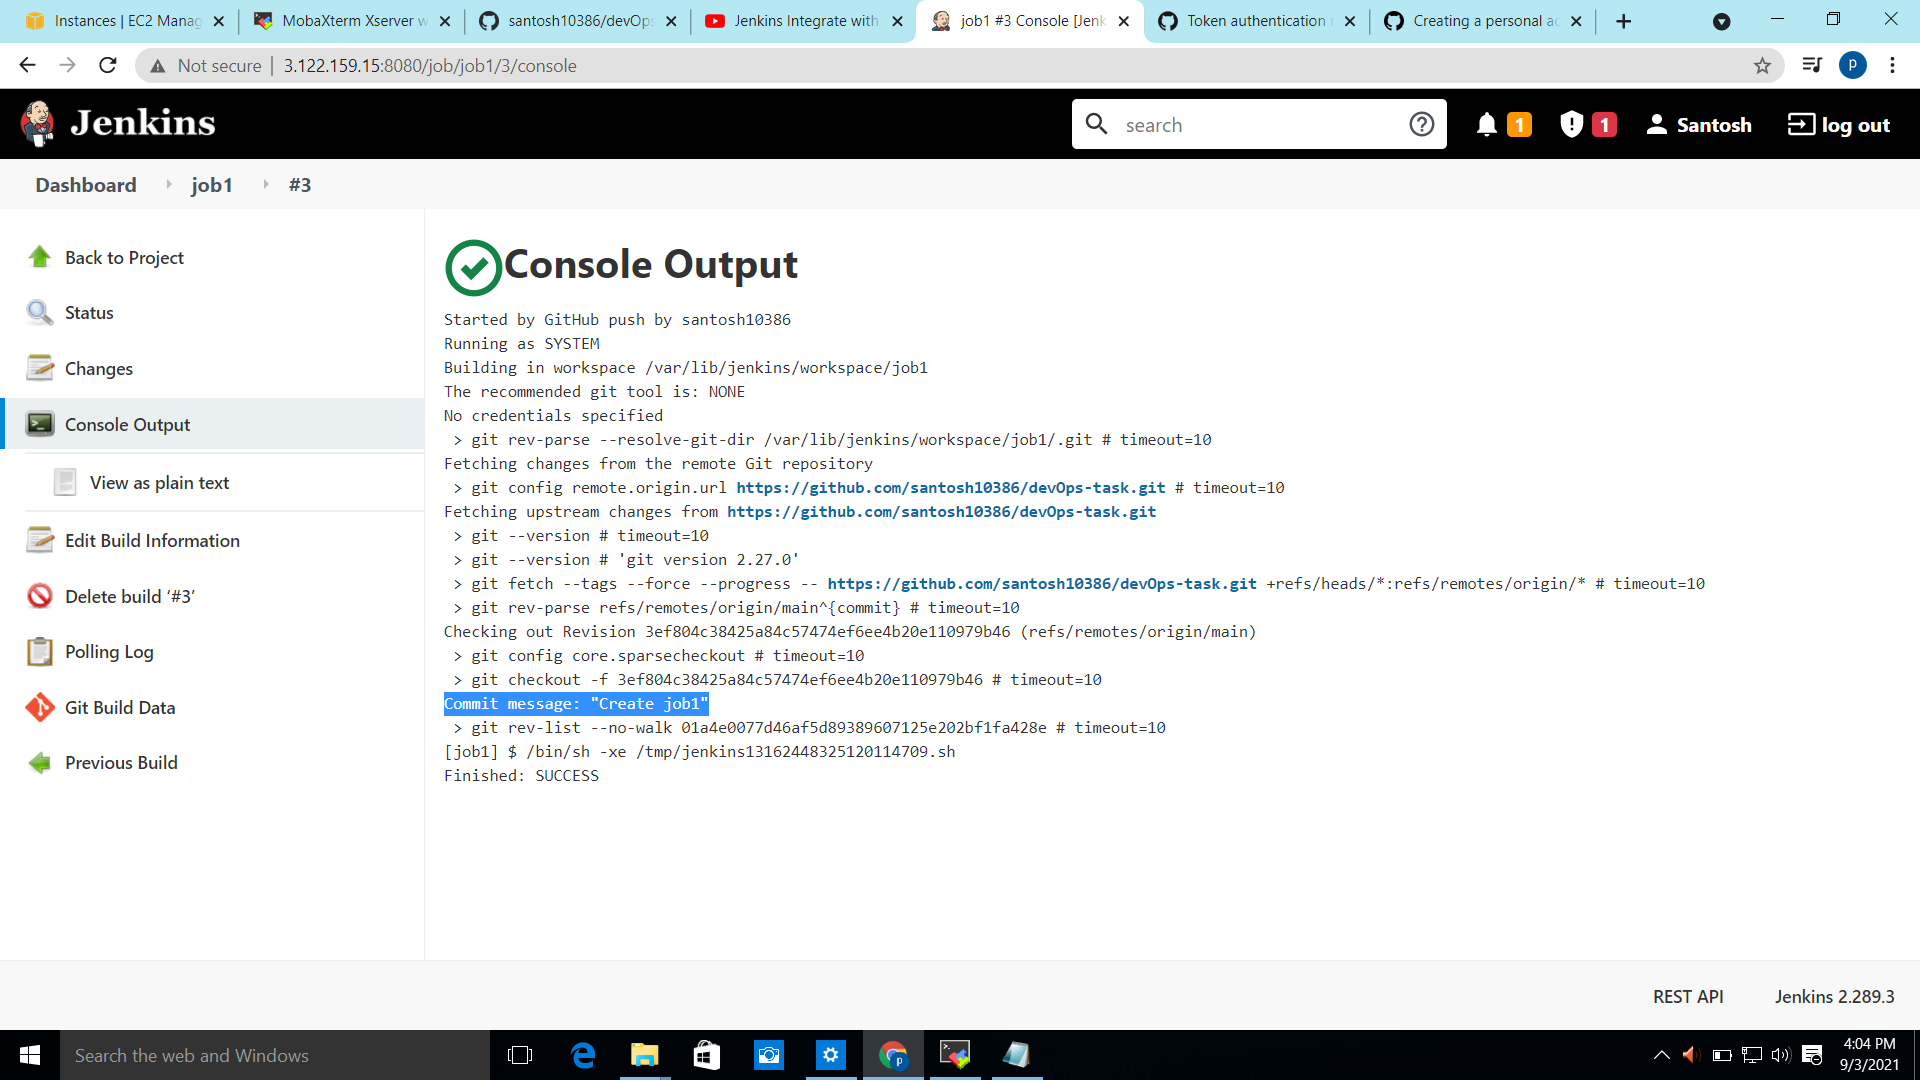 Instances | EC2 Manag
MobaXterm Xserver w
santosh10386/devOps
Jenkins Integrate with
job1 #3 Console [Jenk
Token authentication r
Creating a personal ac
Not secure
3.122.159.15:8080/job/job1/3/console
P
Jenkins
search
1
1
Santosh
log out
Dashboard
job1
#3
Back to Project
Status
Changes
Console Output
View as plain text
Edit Build Information
Delete build ‘#3’
Polling Log
Git Build Data
Previous Build
Console Output
Started by GitHub push by santosh10386
Running as SYSTEM
Building in workspace /var/lib/jenkins/workspace/job1
The recommended git tool is: NONE
No credentials specified
> git rev-parse --resolve-git-dir /var/lib/jenkins/workspace/job1/.git # timeout=10
Fetching changes from the remote Git repository
> git config remote.origin.url https://github.com/santosh10386/devOps-task.git # timeout=10
Fetching upstream changes from https://github.com/santosh10386/devOps-task.git
> git --version # timeout=10
> git --version # 'git version 2.27.0'
> git fetch --tags --force --progress -- https://github.com/santosh10386/devOps-task.git +refs/heads/*:refs/remotes/origin/* # timeout=10
> git rev-parse refs/remotes/origin/main^{commit} # timeout=10
Checking out Revision 3ef804c38425a84c57474ef6ee4b20e110979b46 (refs/remotes/origin/main)
> git config core.sparsecheckout # timeout=10
> git checkout -f 3ef804c38425a84c57474ef6ee4b20e110979b46 # timeout=10
Commit message: "Create job1"
> git rev-list --no-walk 01a4e0077d46af5d89389607125e202bf1fa428e # timeout=10
[job1] $ /bin/sh -xe /tmp/jenkins13162448325120114709.sh
Finished: SUCCESS
REST API
Jenkins 2.289.3
Search the web and Windows
4:04 PM
9/3/2021